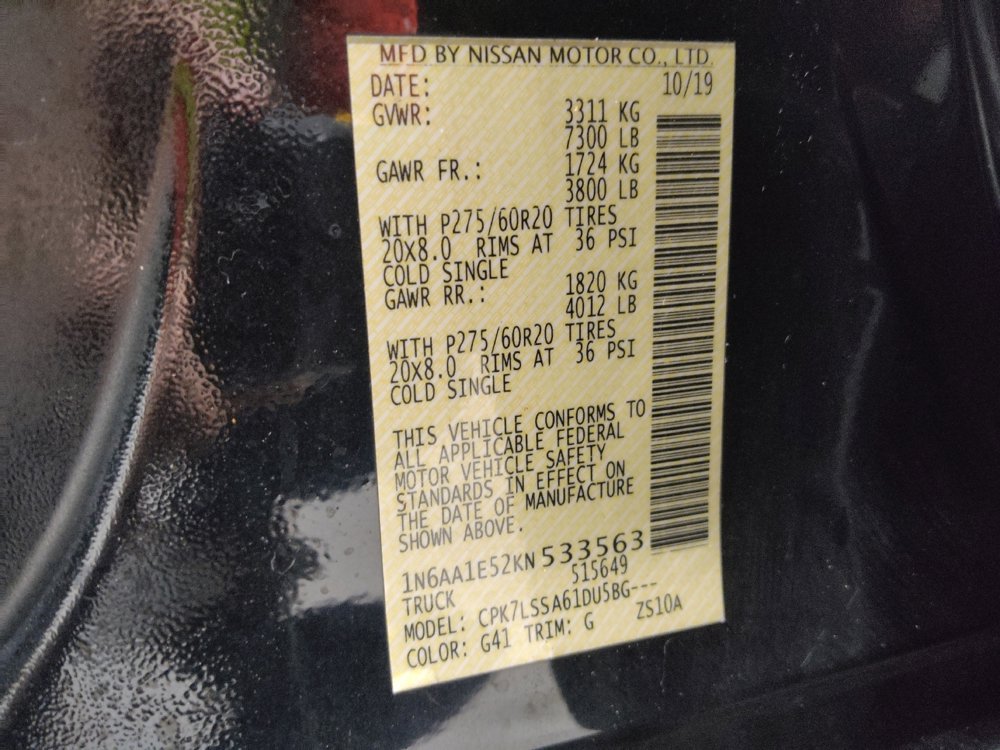 MFD BY NISSAN MOTOR CO., LTD.
DATE: 10/19
GVWR: 3311 KG
7300 LB
GAWR FR.: 1724 KG
3800 LB
WITH P275/60R20 TIRES
20X8.0 RIMS AT 36 PSI
COLD SINGLE
GAWR RR.: 1820 KG
4012 LB
WITH P275/60R20 TIRES
20X8.0 RIMS AT 36 PSI
COLD SINGLE
THIS VEHICLE CONFORMS TO
ALL APPLICABLE FEDERAL
MOTOR VEHICLE SAFETY
STANDARDS IN EFFECT ON
THE DATE OF MANUFACTURE
SHOWN ABOVE.
1N6AA1E52KN533563
TRUCK 515649
MODEL: CPK7LSSA61DU5BG---
COLOR: G41 TRIM: G ZS10A